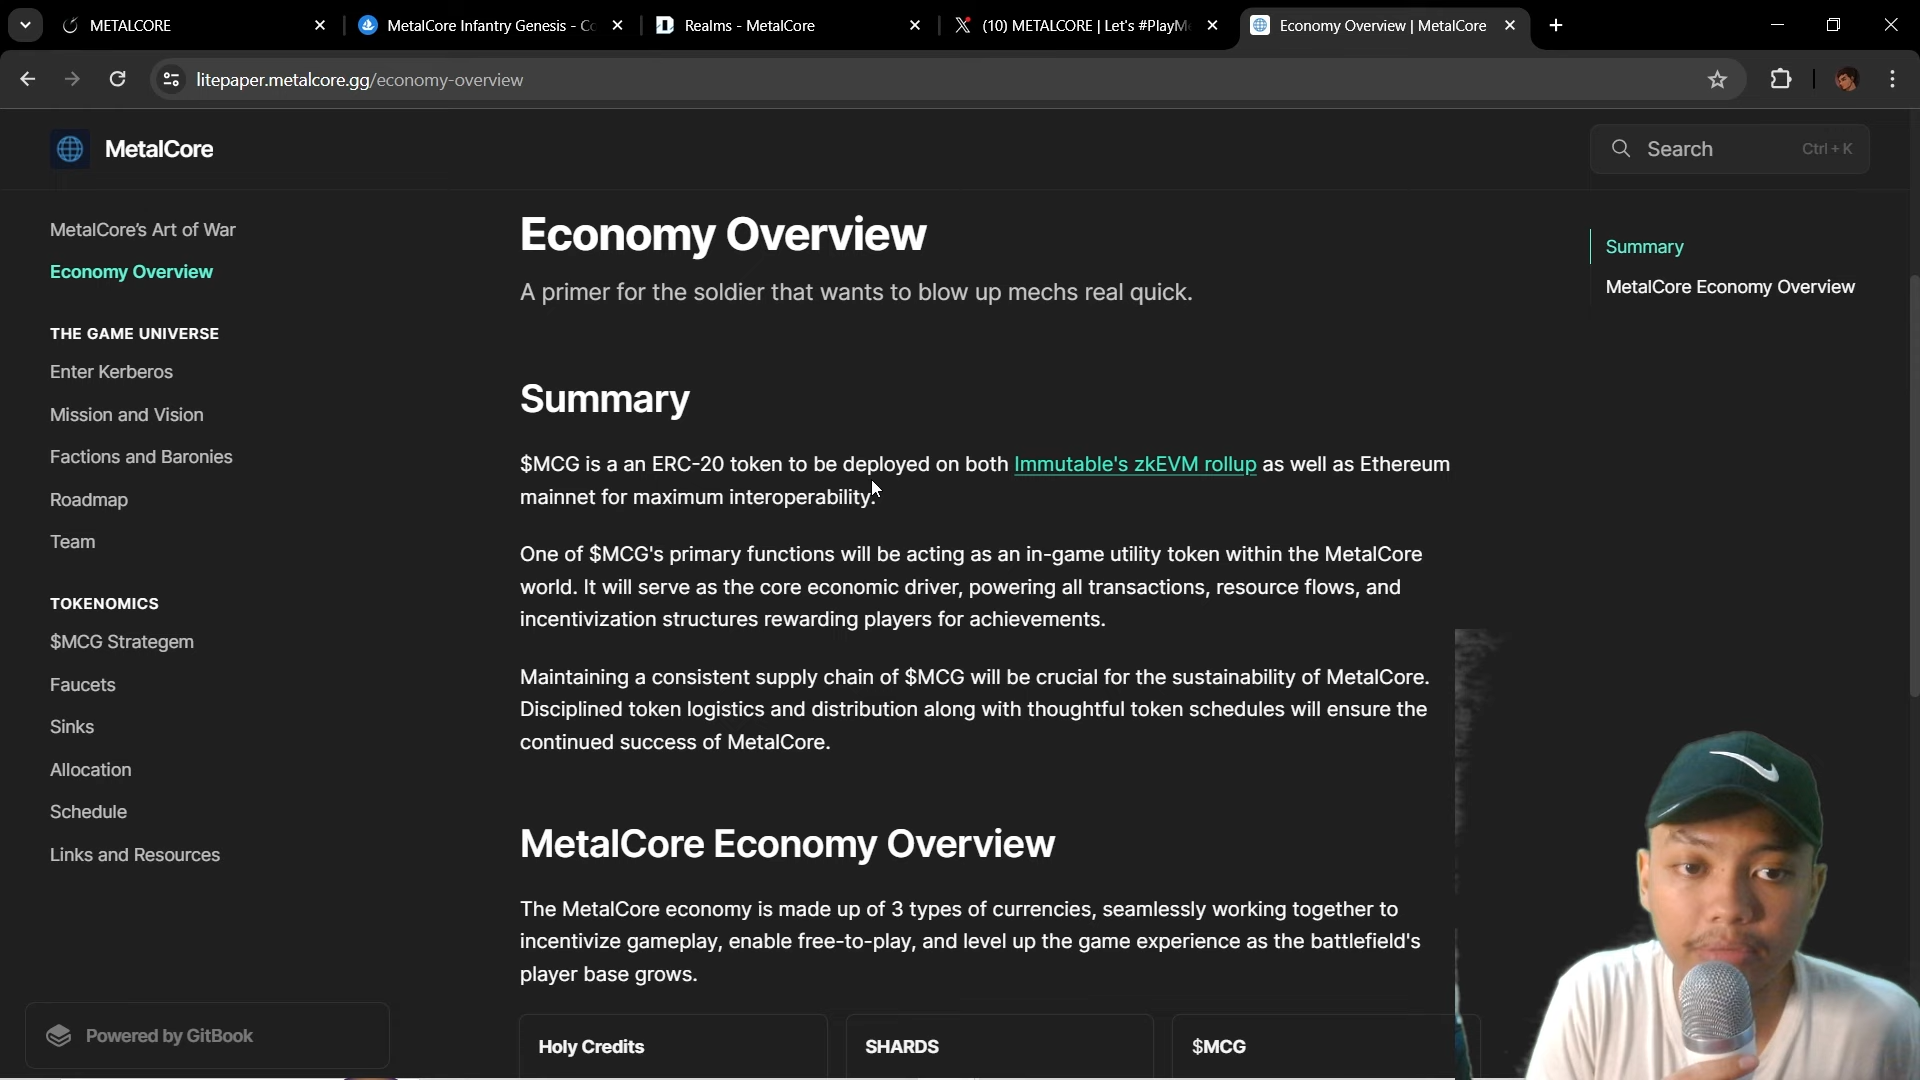 METALCORE
MetalCore Infantry Genesis - Co
Realms - MetalCore
(10) METALCORE | Let's #PlayMe
Economy Overview | MetalCore
litepaper.metalcore.gg/economy-overview
MetalCore
Search
Ctrl + K
MetalCore's Art of War
Economy Overview
THE GAME UNIVERSE
Enter Kerberos
Mission and Vision
Factions and Baronies
Roadmap
Team
TOKENOMICS
$MCG Strategem
Faucets
Sinks
Allocation
Schedule
Links and Resources
Powered by GitBook
Economy Overview
A primer for the soldier that wants to blow up mechs real quick.
Summary
$MCG is a an ERC-20 token to be deployed on both Immutable's zkEVM rollup as well as Ethereum
mainnet for maximum interoperability.
One of $MCG's primary functions will be acting as an in-game utility token within the MetalCore
world. It will serve as the core economic driver, powering all transactions, resource flows, and
incentivization structures rewarding players for achievements.
Maintaining a consistent supply chain of $MCG will be crucial for the sustainability of MetalCore.
Disciplined token logistics and distribution along with thoughtful token schedules will ensure the
continued success of MetalCore.
MetalCore Economy Overview
The MetalCore economy is made up of 3 types of currencies, seamlessly working together to
incentivize gameplay, enable free-to-play, and level up the game experience as the battlefield's
player base grows.
Holy Credits
SHARDS
$MCG
Summary
MetalCore Economy Overview